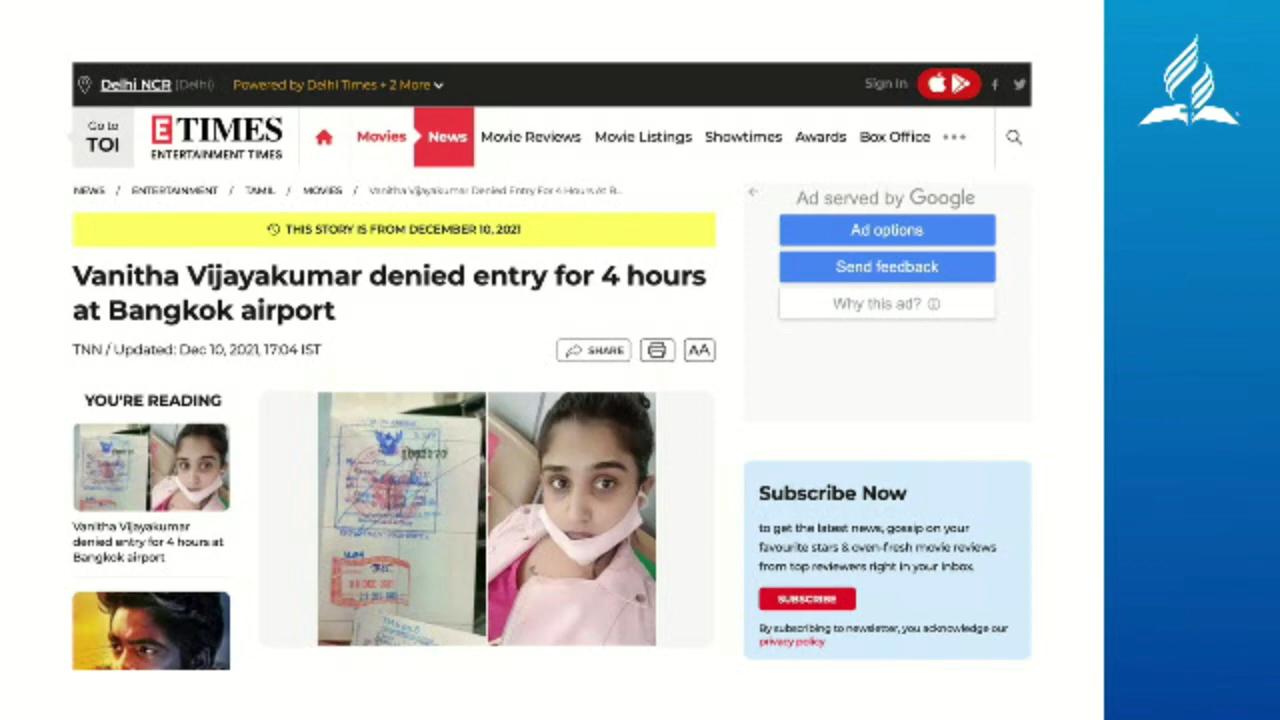 Delhi NCR (Delhi) Powered by Delhi Times + 2 More Sign In
Go to
TOI
E TIMES
ENTERTAINMENT TIMES
Movies News Movie Reviews Movie Listings Showtimes Awards Box Office
NEWS / ENTERTAINMENT / TAMIL / MOVIES / Vanitha Vijayakumar Denied Entry For 4 Hours At B...
THIS STORY IS FROM DECEMBER 10, 2021
Vanitha Vijayakumar denied entry for 4 hours
at Bangkok airport
TNN / Updated: Dec 10, 2021, 17:04 IST
SHARE
AA
YOU'RE READING
Vanitha Vijayakumar
denied entry for 4 hours at
Bangkok airport
Ad served by Google
Ad options
Send feedback
Why this ad?
Subscribe Now
to get the latest news, gossip on your
favourite stars & oven-fresh movie reviews
from top reviewers right in your inbox.
SUBSCRIBE
By subscribing to newsletter, you acknowledge our
privacy policy